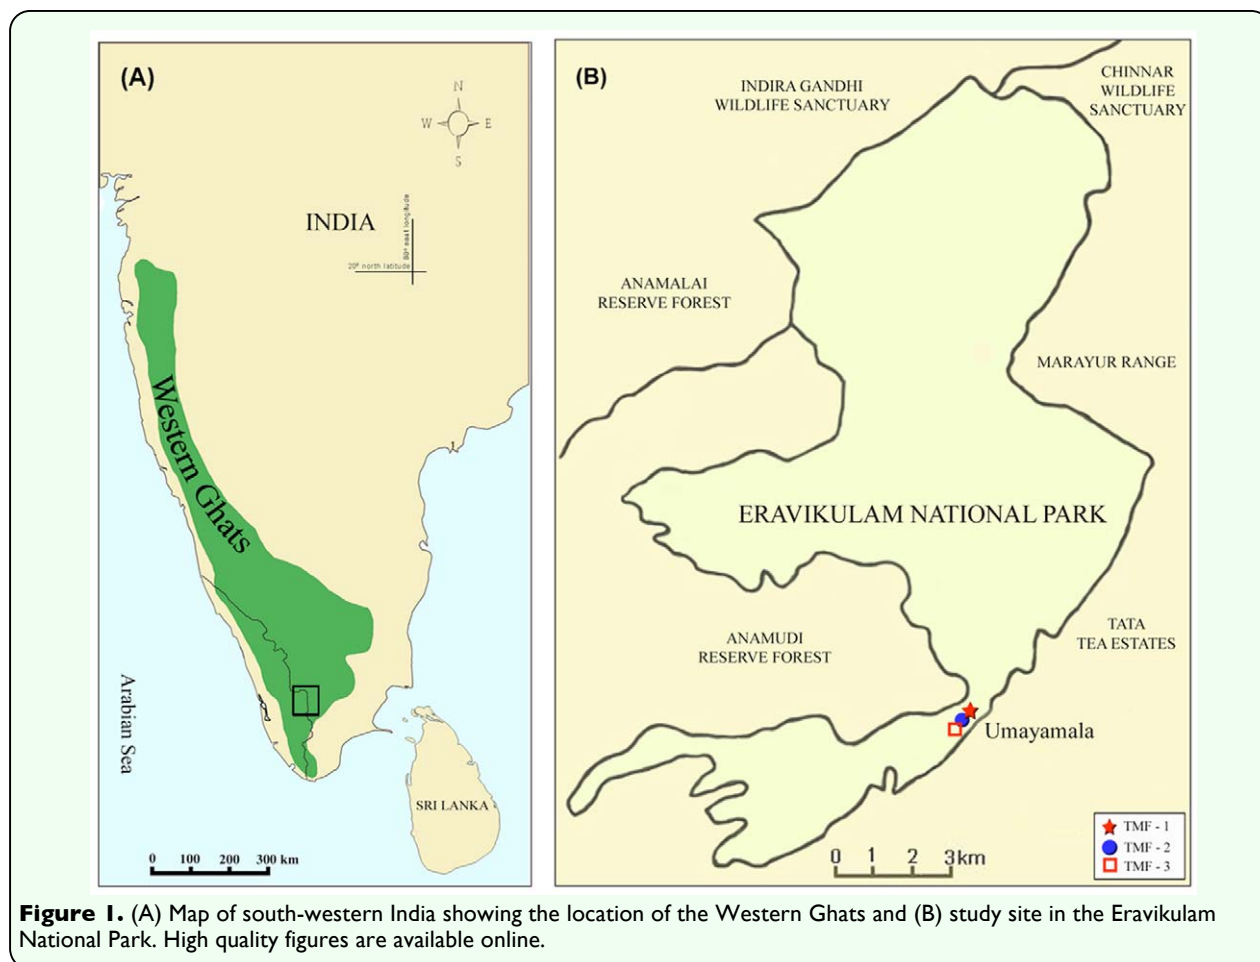 (A)
N
W E
S
INDIA
80° east longitude
20° north latitude
Western Ghats
Arabian Sea
SRI LANKA
0 100 200 300 km
(B)
INDIRA GANDHI
WILDLIFE SANCTUARY
CHINNAR
WILDLIFE
SANCTUARY
ANAMALAI
RESERVE FOREST
MARAYUR RANGE
ERAVIKULAM NATIONAL PARK
ANAMUDI
RESERVE FOREST
TATA
TEA ESTATES
Umayamala
TMF - 1
TMF - 2
TMF - 3
0 1 2 3km
Figure 1. (A) Map of south-western India showing the location of the Western Ghats and (B) study site in the Eravikulam
National Park. High quality figures are available online.